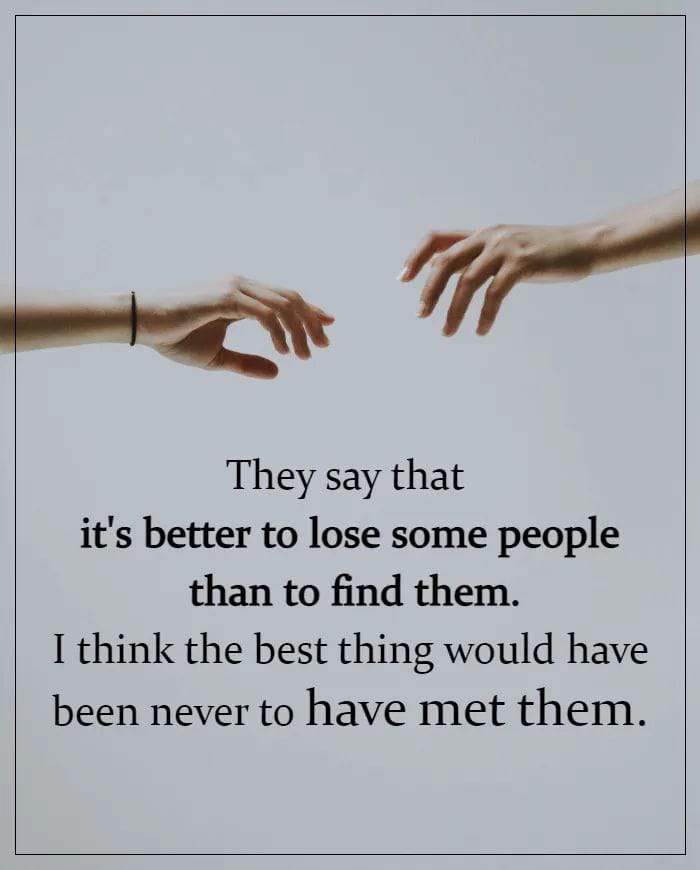 They say that
it's better to lose some people
than to find them.
I think the best thing would have
been never to have met them.